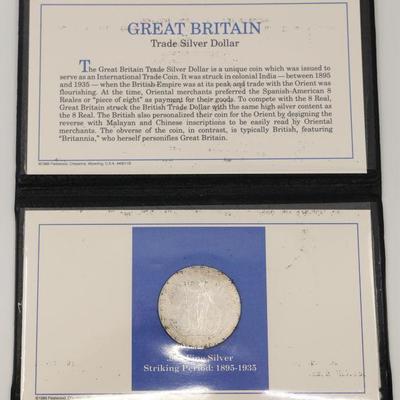 GREAT BRITAIN
Trade Silver Dollar
The Great Britain Trade Silver Dollar is a unique coin which was issued to
serve as an International Trade Coin. It was struck in colonial India — between 1895
and 1935 — when the British-Empire was at its peak and trade with the Orient was
flourishing. At the time, Oriental merchants preferred the Spanish-American 8
Reales or "piece of eight" as payment for their goods. To compete with the 8 Real,
Great Britain struck the British Trade Dollar with the same high silver content as
the 8 Real. The British also personalized their coin for the Orient by designing the
reverse with Malayan and Chinese inscriptions to be easily read by Oriental
merchants. The obverse of the coin, in contrast, is typically British, featuring
"Britannia," who herself personifies Great Britain.
Fleetwood, Cheyenne, Wyoming, U.S.A.
Fine Silver
Striking Period: 1895-1935
Fleetwood